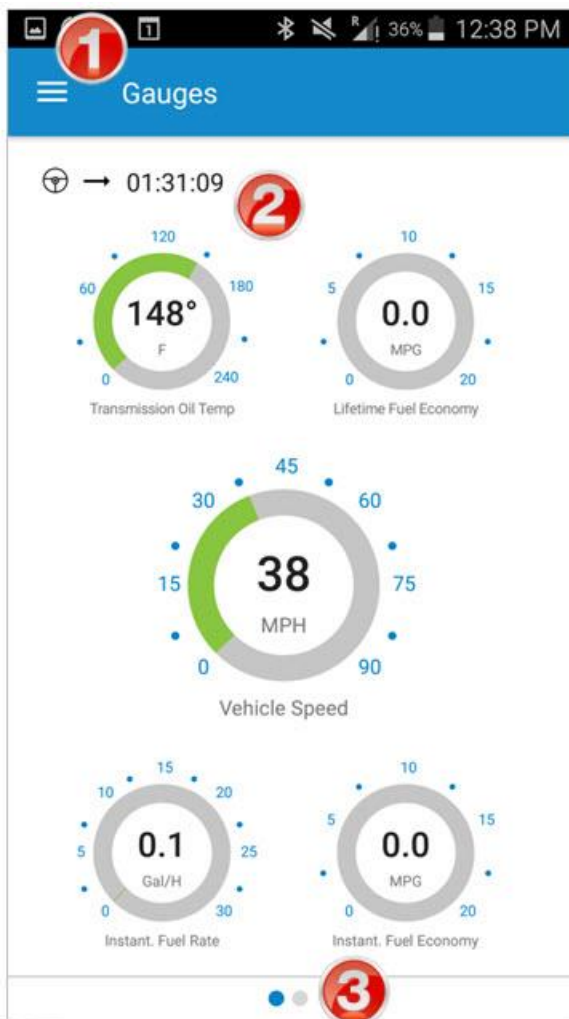 1 R 36% 12:38 PM
1
Gauges
→ 01:31:09
2
120
60 180
148°
F
0 240
Transmission Oil Temp
10
5 15
0.0
MPG
0 20
Lifetime Fuel Economy
45
30 60
15 75
38
MPH
0 90
Vehicle Speed
15
10 20
5 25
0.1
Gal/H
0 30
Instant. Fuel Rate
10
5 15
0.0
MPG
0 20
Instant. Fuel Economy
3